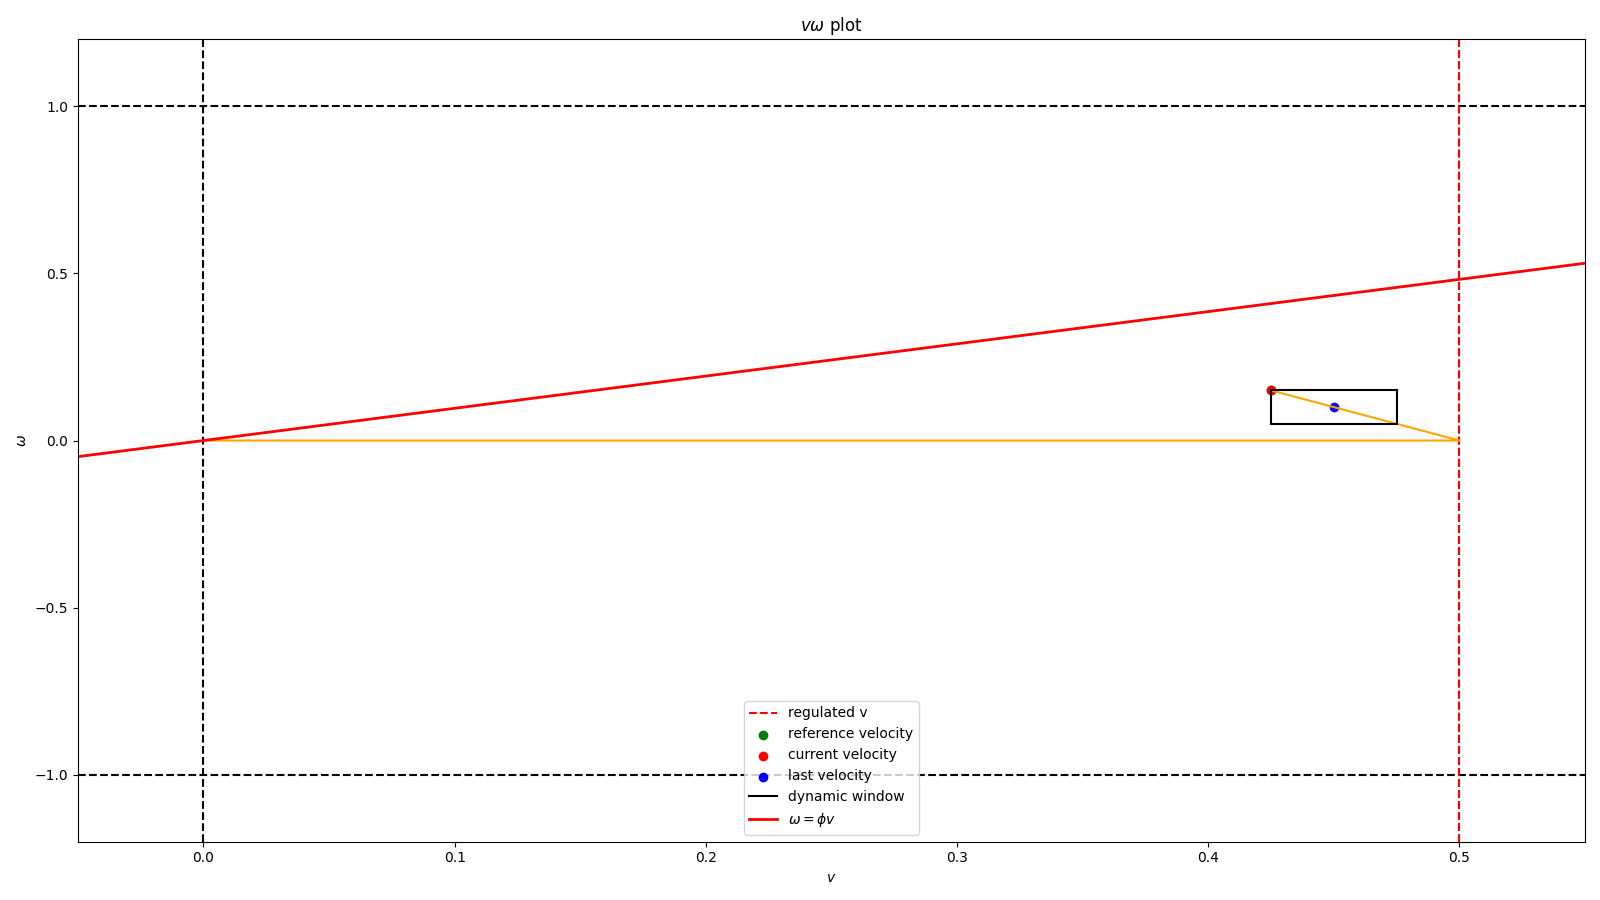 vω plot
1.0
0.5
0.0
−0.5
−1.0
ω
0.0
0.1
0.2
0.3
0.4
0.5
v
regulated v
reference velocity
current velocity
last velocity
dynamic window
ω = ϕv